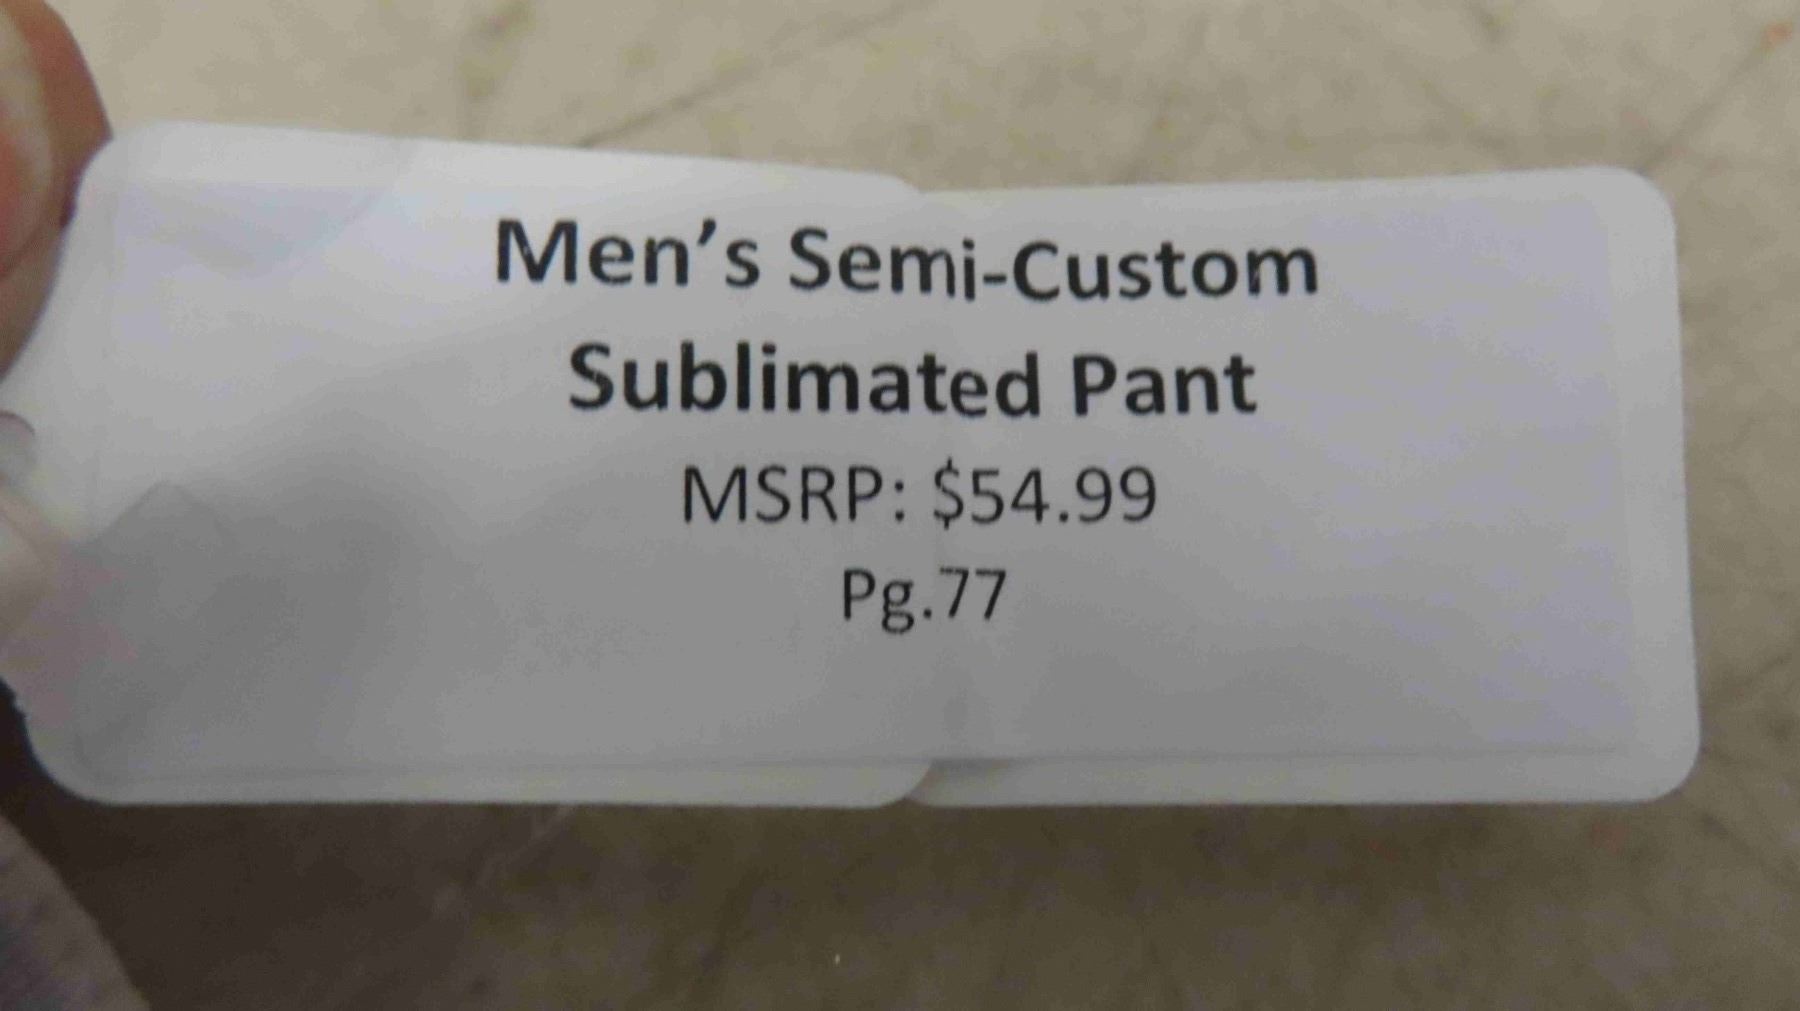 Men’s Semi-Custom
Sublimated Pant
MSRP: $54.99
Pg.77